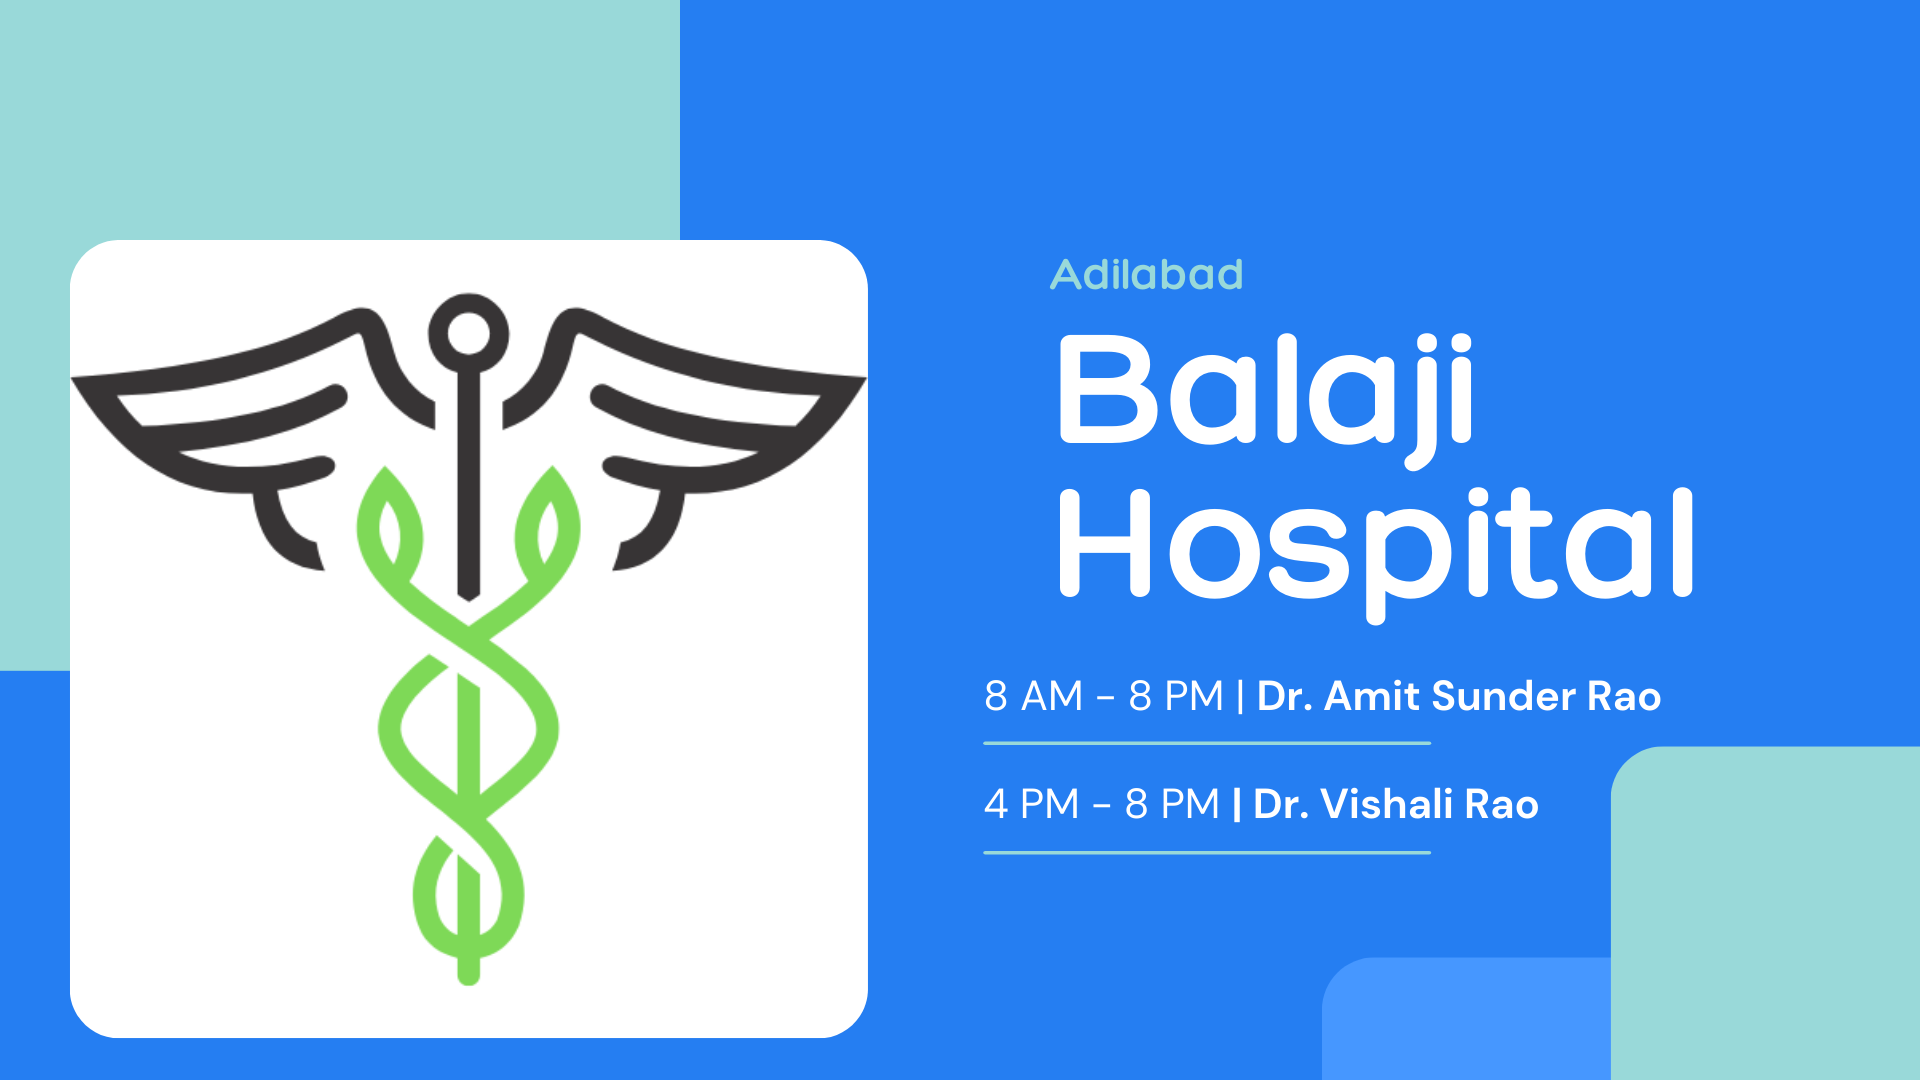 Adilabad
Balaji
Hospital
8 AM - 8 PM | Dr. Amit Sunder Rao
4 PM - 8 PM | Dr. Vishali Rao